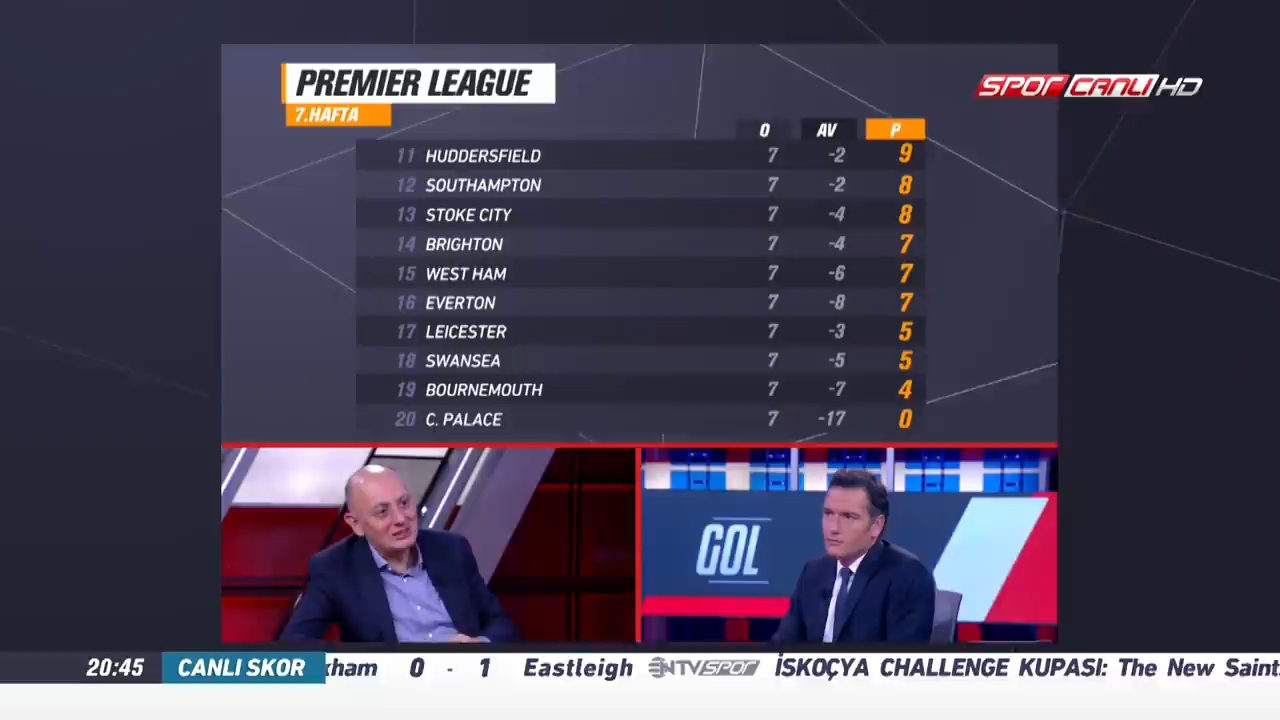 PREMIER LEAGUE
SPOR CANLI HD
7.HAFTA
O AV P
11 HUDDERSFIELD 7 -2 9
12 SOUTHAMPTON 7 -2 8
13 STOKE CITY 7 -4 8
14 BRIGHTON 7 -4 7
15 WEST HAM 7 -6 7
16 EVERTON 7 -8 7
17 LEICESTER 7 -3 5
18 SWANSEA 7 -5 5
19 BOURNEMOUTH 7 -7 4
20 C. PALACE 7 -17 0
GOL
20:45 CANLI SKOR kham 0 - 1 Eastleigh NTVSPOR İSKOÇYA CHALLENGE KUPASI: The New Saint